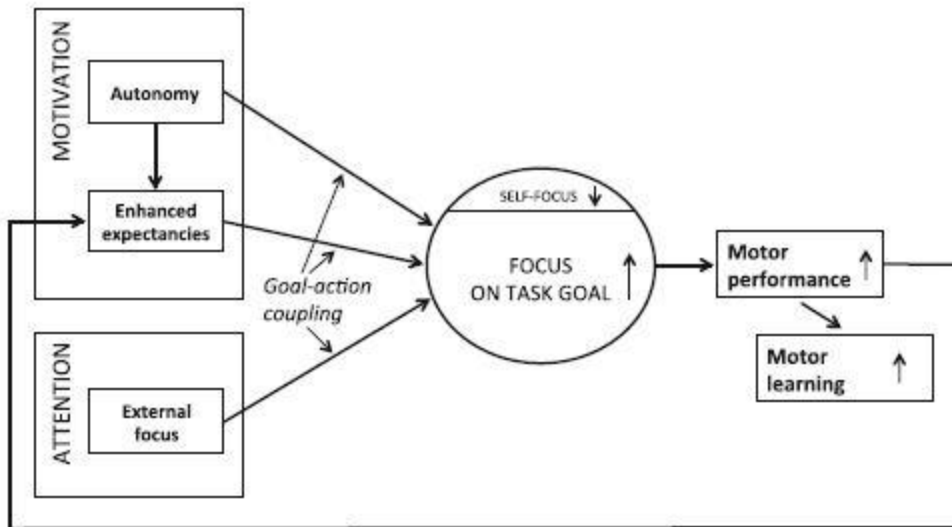 MOTIVATION
Autonomy
Enhanced
expectancies
ATTENTION
External
focus
Goal-action
coupling
SELF-FOCUS ↓
FOCUS
ON TASK GOAL ↑
Motor
performance ↑
Motor
learning ↑